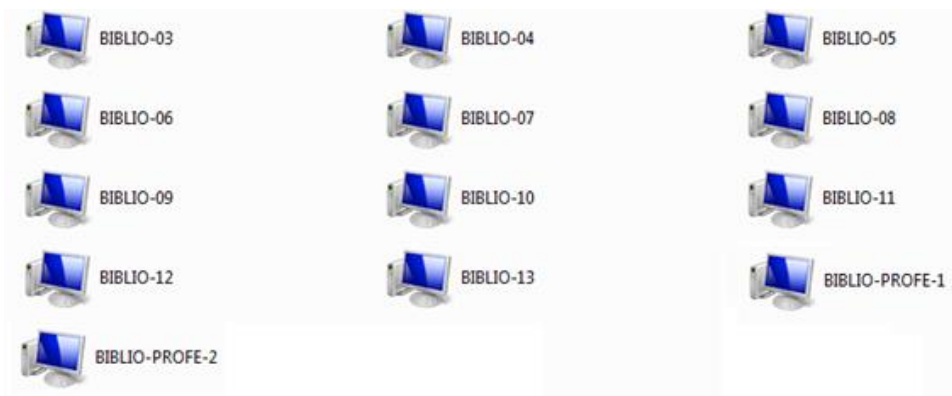 BIBLIO-03
BIBLIO-04
BIBLIO-05
BIBLIO-06
BIBLIO-07
BIBLIO-08
BIBLIO-09
BIBLIO-10
BIBLIO-11
BIBLIO-12
BIBLIO-13
BIBLIO-PROFE-1
BIBLIO-PROFE-2